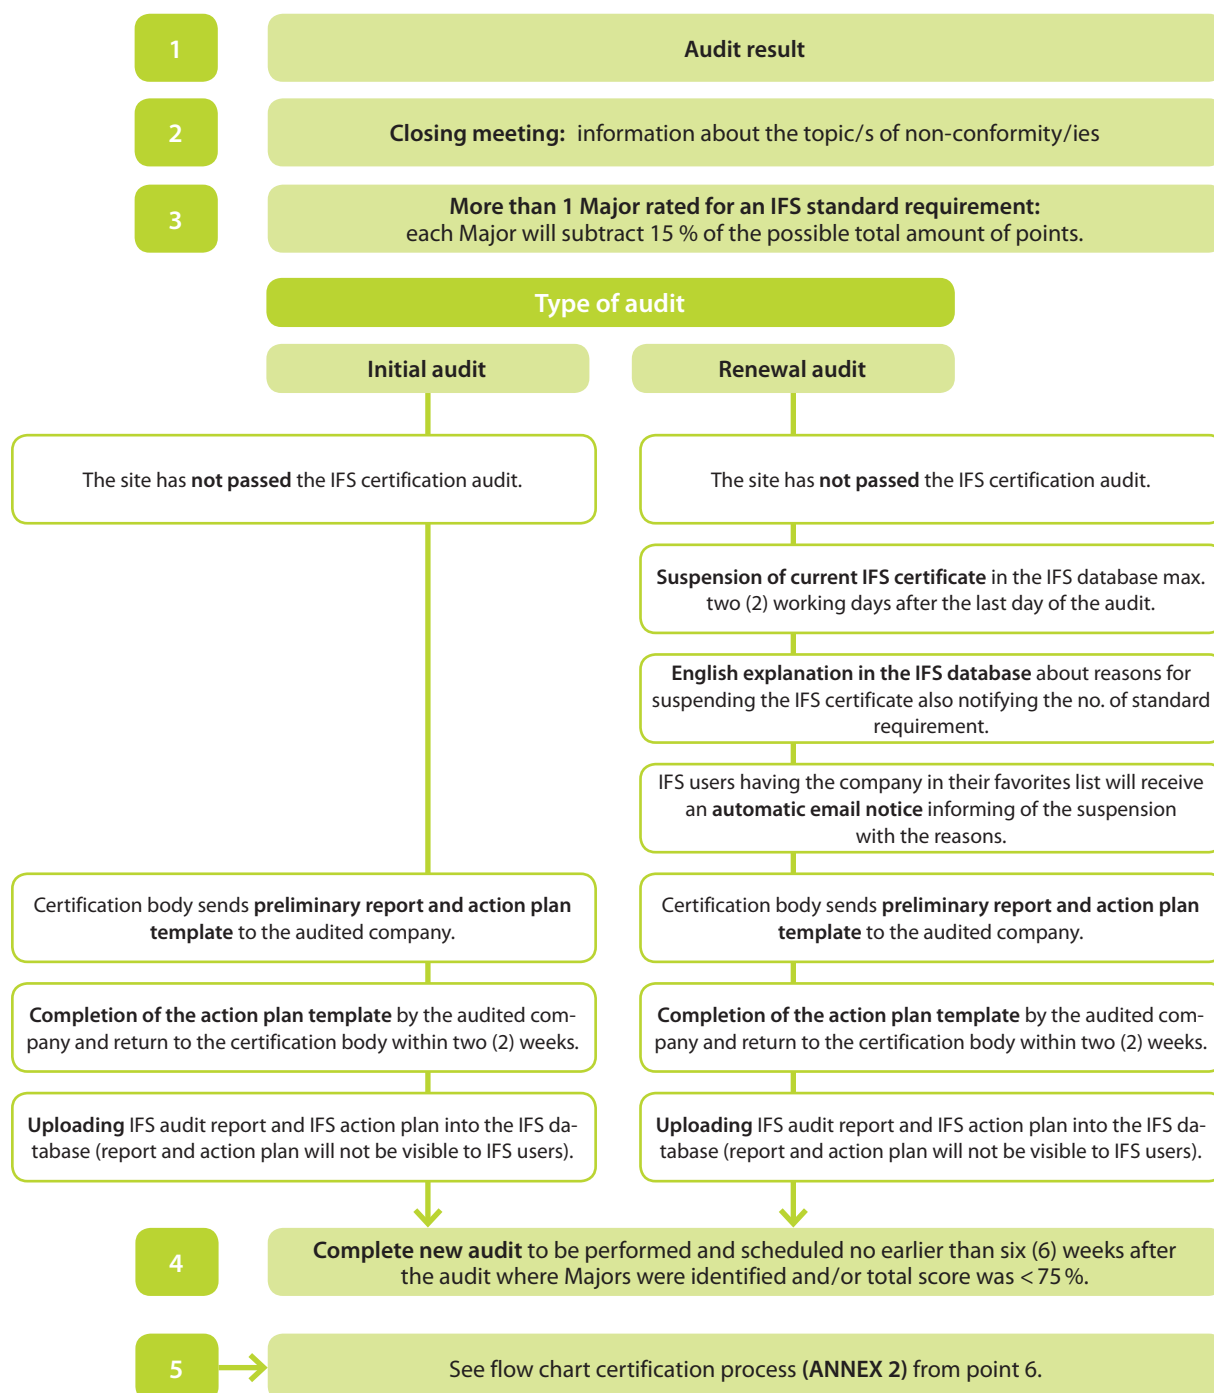 1
Audit result
2
Closing meeting: information about the topic/s of non-conformity/ies
3
More than 1 Major rated for an IFS standard requirement:
each Major will subtract 15 % of the possible total amount of points.
Type of audit
Initial audit
Renewal audit
The site has not passed the IFS certification audit.
The site has not passed the IFS certification audit.
Suspension of current IFS certificate in the IFS database max.
two (2) working days after the last day of the audit.
English explanation in the IFS database about reasons for
suspending the IFS certificate also notifying the no. of standard
requirement.
IFS users having the company in their favorites list will receive
an automatic email notice informing of the suspension
with the reasons.
Certification body sends preliminary report and action plan
template to the audited company.
Certification body sends preliminary report and action plan
template to the audited company.
Completion of the action plan template by the audited com-
pany and return to the certification body within two (2) weeks.
Completion of the action plan template by the audited com-
pany and return to the certification body within two (2) weeks.
Uploading IFS audit report and IFS action plan into the IFS da-
tabase (report and action plan will not be visible to IFS users).
Uploading IFS audit report and IFS action plan into the IFS da-
tabase (report and action plan will not be visible to IFS users).
4
Complete new audit to be performed and scheduled no earlier than six (6) weeks after
the audit where Majors were identified and/or total score was < 75 %.
5
See flow chart certification process (ANNEX 2) from point 6.